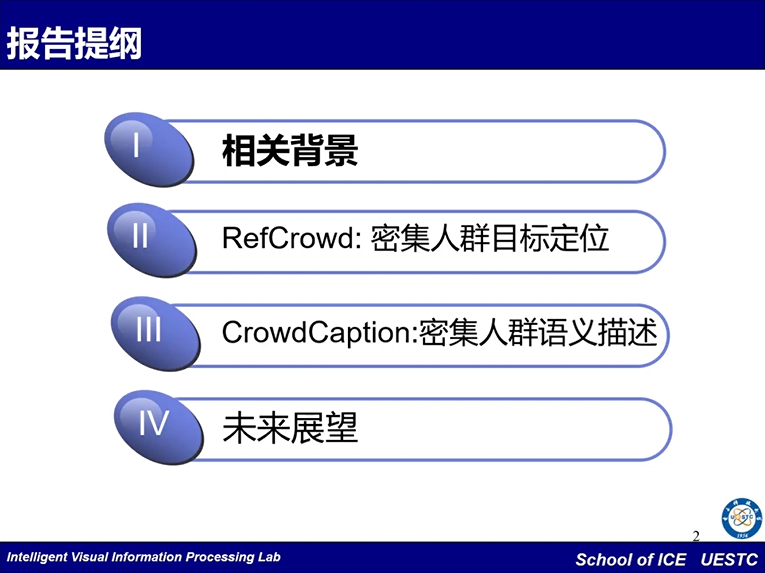 报告提纲
I
相关背景
II
RefCrowd: 密集人群目标定位
III
CrowdCaption:密集人群语义描述
IV
未来展望
UESTC
1956
2
Intelligent Visual Information Processing Lab
School of ICE UESTC